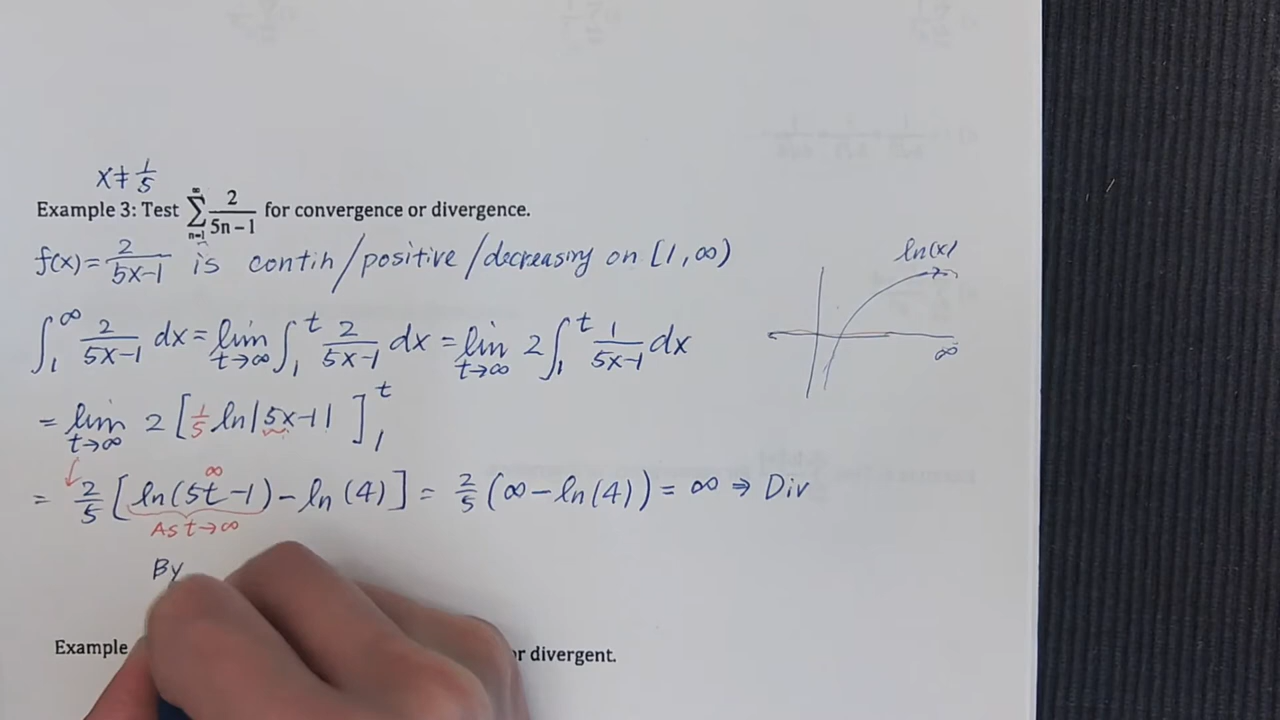 x≠1/5
Example 3: Test ∑_{n=1}^{∞} 2/(5n−1) for convergence or divergence.
f(x)=2/(5x−1) is contin/positive/decreasing on [1,∞)
ln(x)
∞
∫_1^∞ 2/(5x−1) dx = lim_{t→∞} ∫_1^t 2/(5x−1) dx = lim_{t→∞} 2∫_1^t 1/(5x−1) dx
= lim_{t→∞} 2[1/5 ln|5x−1|]_1^t
∞
= 2/5 [ln(5t−1)−ln(4)] = 2/5 (∞−ln(4)) = ∞ ⇒ Div
As t→∞
By
Example
r divergent.